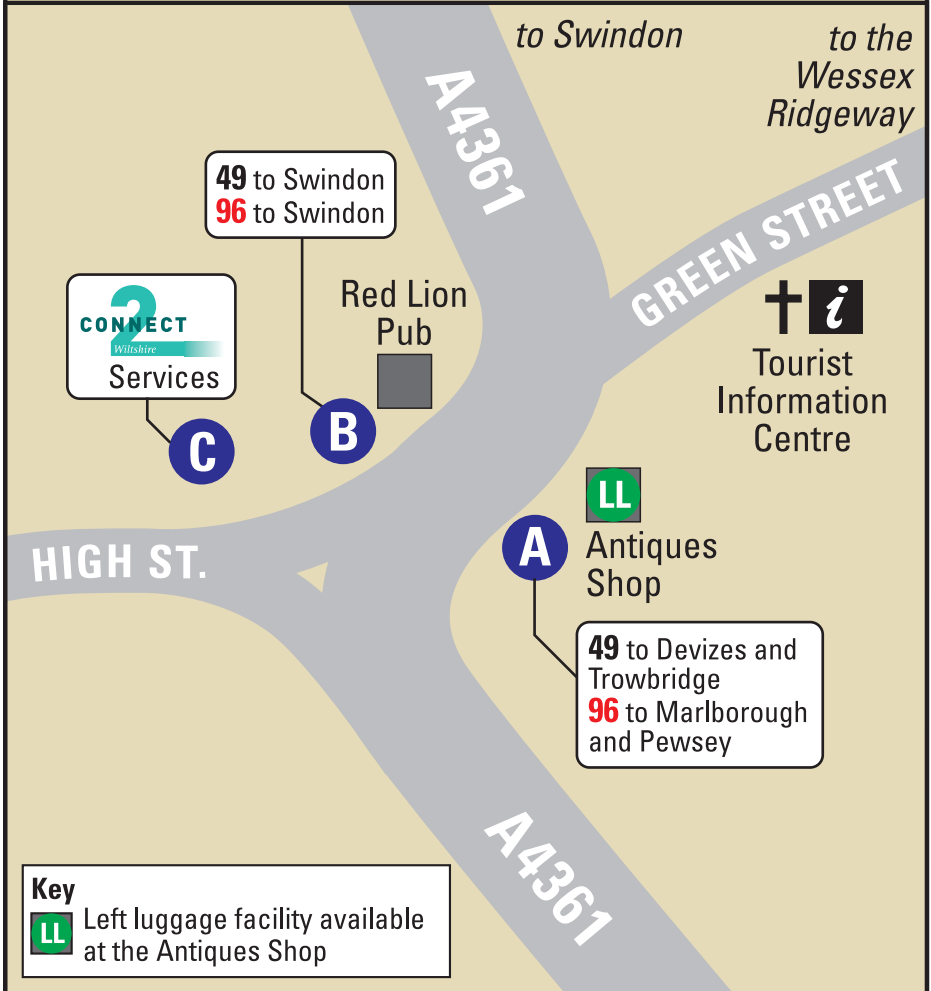 to Swindon
to the
Wessex
Ridgeway
A4361
GREEN STREET
49 to Swindon
96 to Swindon
2
CONNECT
Wiltshire
Services
Red Lion
Pub
i
Tourist
Information
Centre
C
B
LL
A
Antiques
Shop
HIGH ST.
49 to Devizes and
Trowbridge
96 to Marlborough
and Pewsey
A4361
Key
LL
Left luggage facility available
at the Antiques Shop